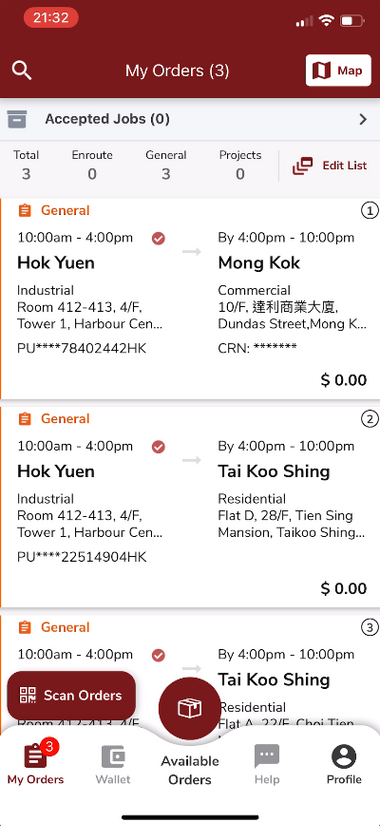 21:32
My Orders (3)
Map
Accepted Jobs (0)
Total Enroute General Projects
3 0 3 0
Edit List
General 1
10:00am - 4:00pm By 4:00pm - 10:00pm
Hok Yuen Mong Kok
Industrial Commercial
Room 412-413, 4/F, 10/F, 達利商業大廈,
Tower 1, Harbour Cen... Dundas Street,Mong K...
PU****78402442HK CRN: *******
$ 0.00
General 2
10:00am - 4:00pm By 4:00pm - 10:00pm
Hok Yuen Tai Koo Shing
Industrial Residential
Room 412-413, 4/F, Flat D, 28/F, Tien Sing
Tower 1, Harbour Cen... Mansion, Taikoo Shing...
PU****22514904HK
$ 0.00
General 3
10:00am - 4:00pm By 4:00pm - 10:00pm
Tai Koo Shing
Scan Orders
Residential
Room 412-413, 4/F, Flat A, 22/F, Choi Tien
3
My Orders Wallet Available Orders Help Profile